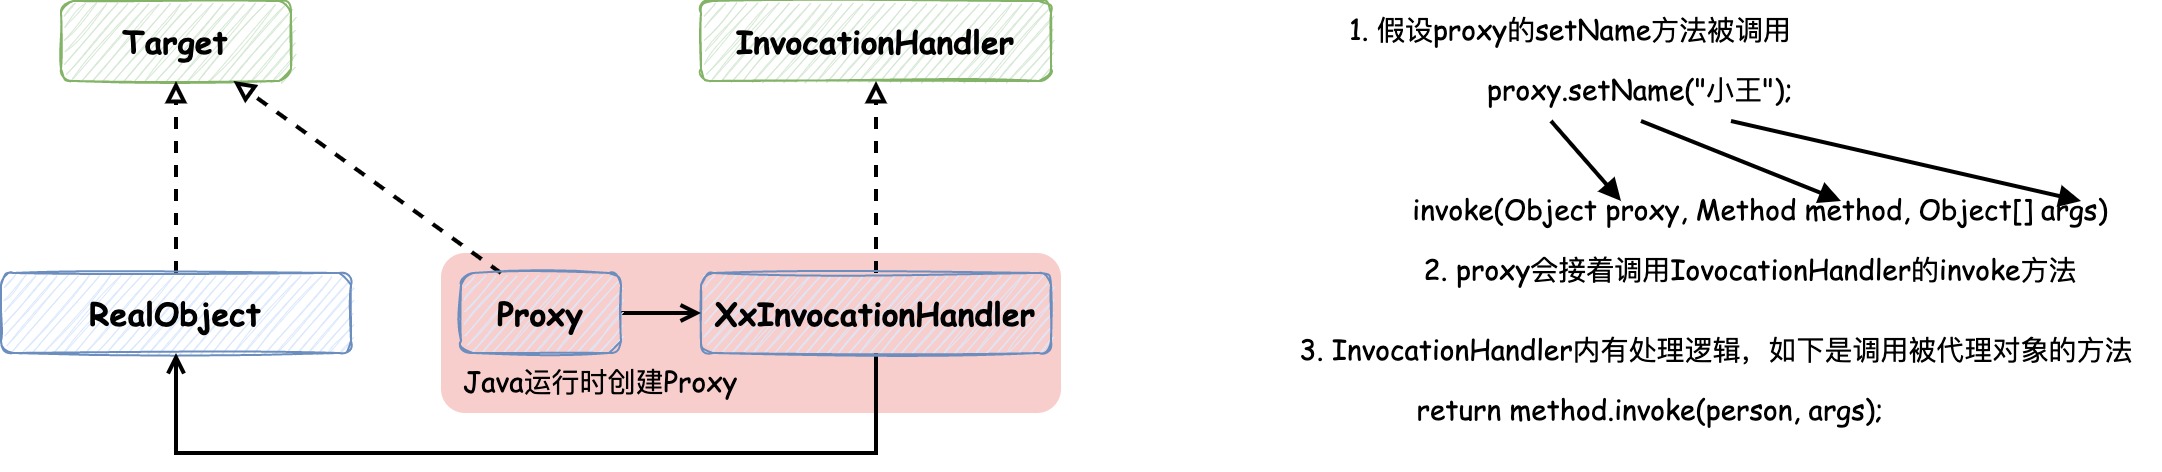 Target
InvocationHandler
RealObject
Proxy
XxInvocationHandler
Java运行时创建Proxy
1. 假设proxy的setName方法被调用
proxy.setName("小王");
invoke(Object proxy, Method method, Object[] args)
2. proxy会接着调用IovocationHandler的invoke方法
3. InvocationHandler内有处理逻辑，如下是调用被代理对象的方法
return method.invoke(person, args);